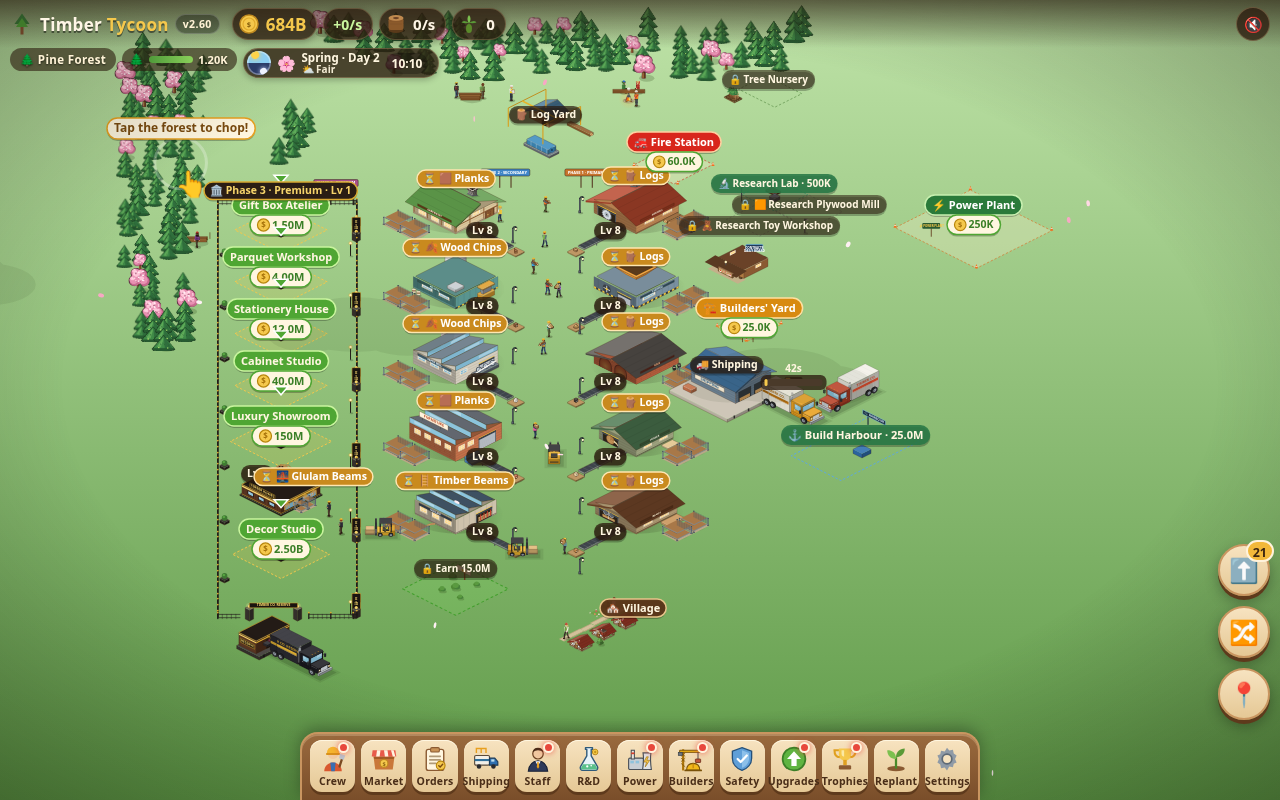 Timber Tycoon v2.60
684B
+0/s
0/s
0
Pine Forest
1.20K
Spring · Day 2
Fair
10:10
Tree Nursery
Log Yard
Tap the forest to chop!
Fire Station
60.0K
Planks
Logs
Research Lab · 500K
Phase 3 · Premium · Lv 1
Research Plywood Mill
Gift Box Atelier
1.50M
Power Plant
250K
Research Toy Workshop
Lv 8
Lv 8
Wood Chips
Logs
Parquet Workshop
4.00M
Lv 8
Lv 8
Stationery House
12.0M
Builders' Yard
25.0K
Wood Chips
Logs
Cabinet Studio
40.0M
Shipping
42s
Lv 8
Lv 8
Planks
Logs
Luxury Showroom
150M
Build Harbour · 25.0M
Lv 8
Lv 8
Glulam Beams
Timber Beams
Logs
Decor Studio
2.50B
Lv 8
Lv 8
Earn 15.0M
Village
21
Crew
Market
Orders
Shipping
Staff
R&D
Power
Builders
Safety
Upgrades
Trophies
Replant
Settings